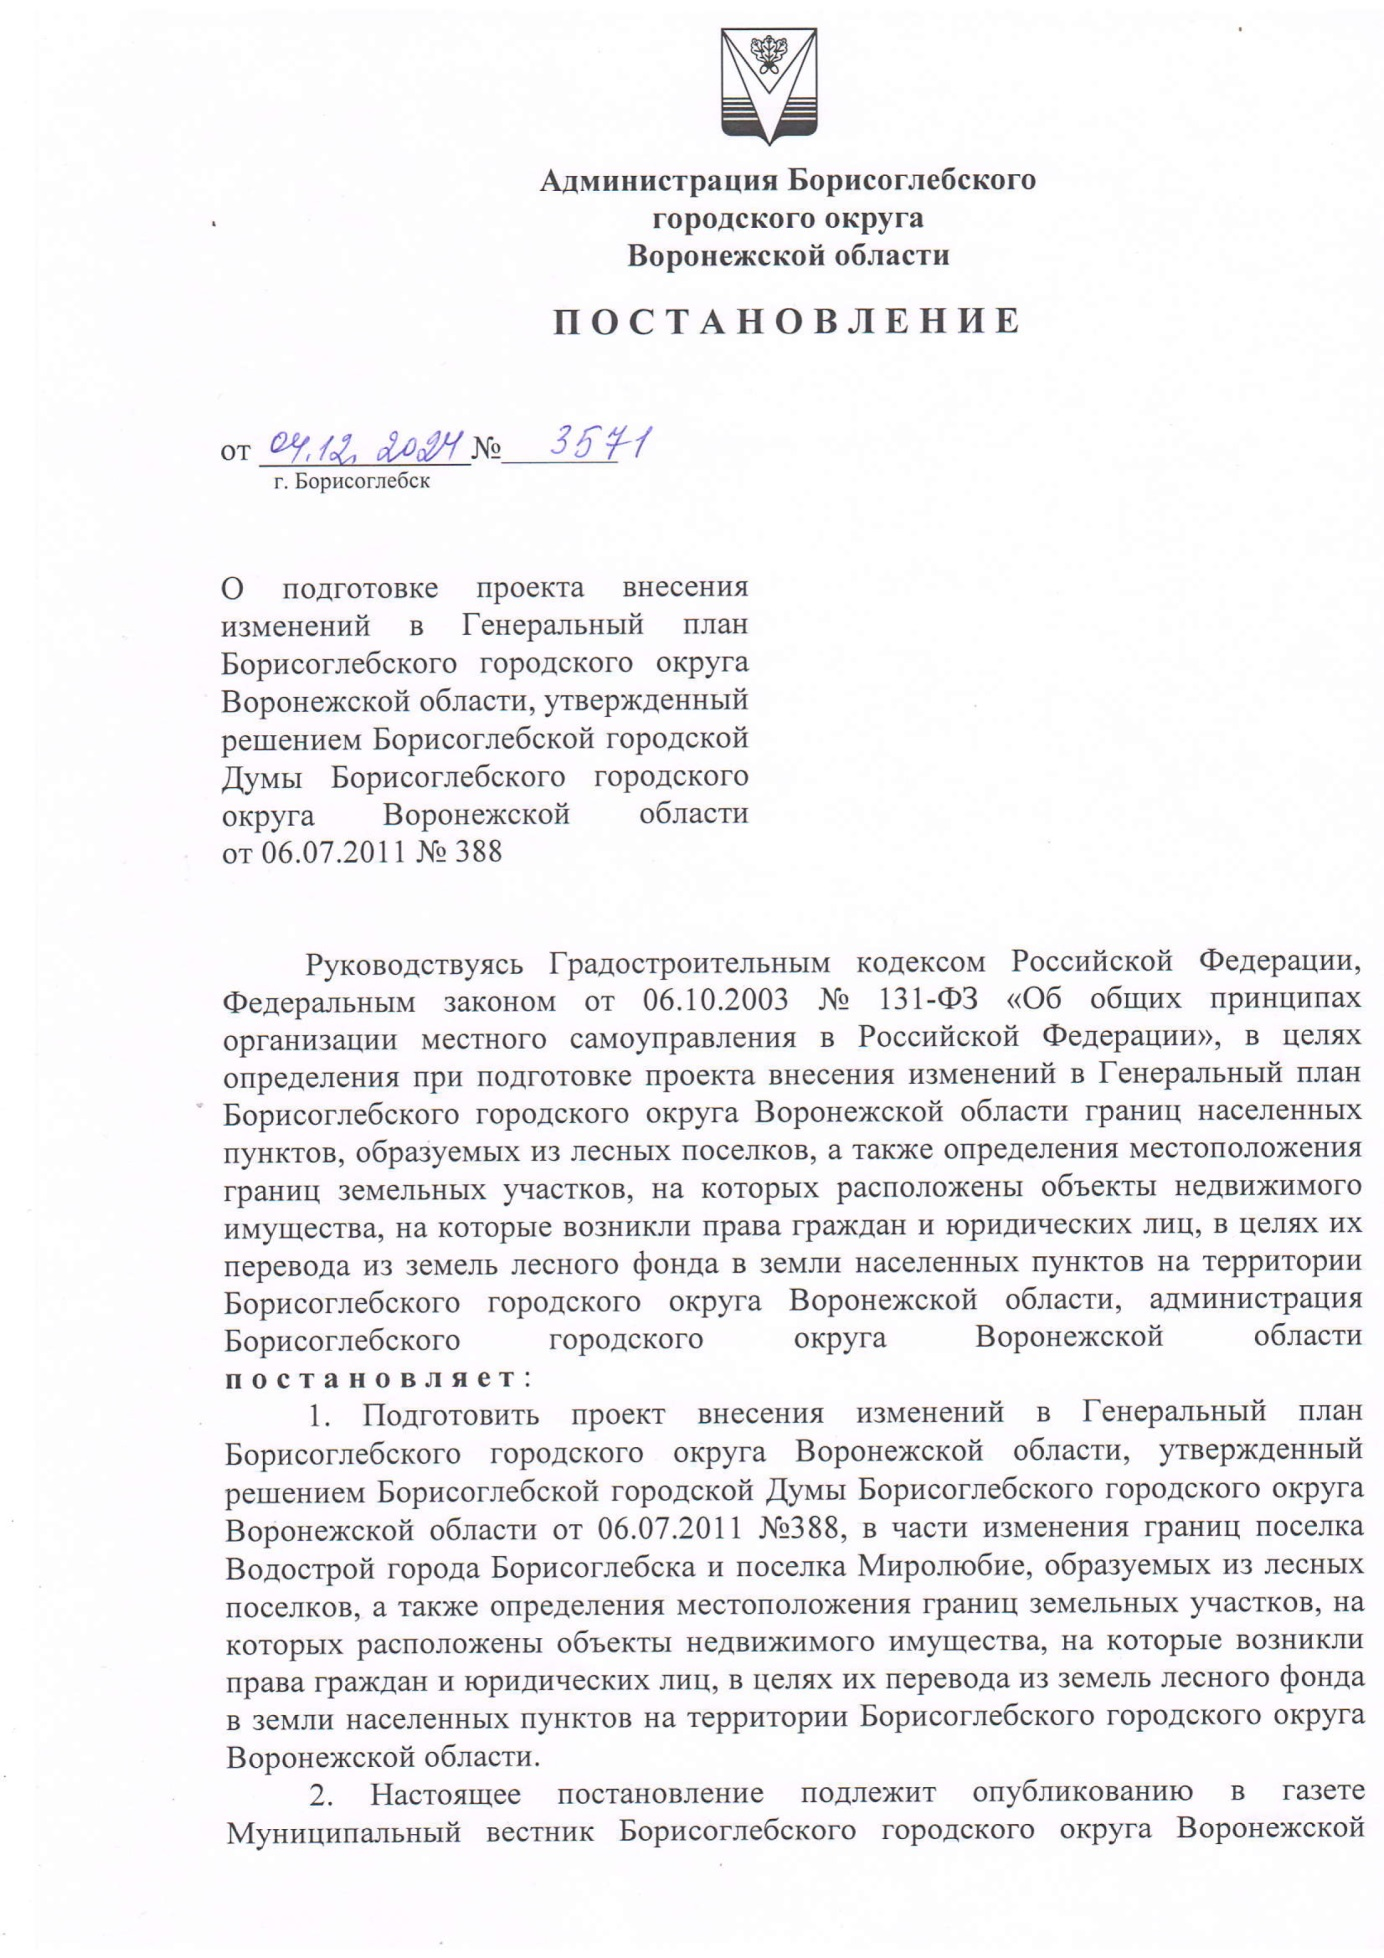 Администрация Борисоглебского
городского округа
Воронежской области
ПОСТАНОВЛЕНИЕ
от 04.12.2024 № 3571
г. Борисоглебск
О подготовке проекта внесения
изменений в Генеральный план
Борисоглебского городского округа
Воронежской области, утвержденный
решением Борисоглебской городской
Думы Борисоглебского городского
округа Воронежской области
от 06.07.2011 № 388
Руководствуясь Градостроительным кодексом Российской Федерации,
Федеральным законом от 06.10.2003 № 131-ФЗ «Об общих принципах
организации местного самоуправления в Российской Федерации», в целях
определения при подготовке проекта внесения изменений в Генеральный план
Борисоглебского городского округа Воронежской области границ населенных
пунктов, образуемых из лесных поселков, а также определения местоположения
границ земельных участков, на которых расположены объекты недвижимого
имущества, на которые возникли права граждан и юридических лиц, в целях их
перевода из земель лесного фонда в земли населенных пунктов на территории
Борисоглебского городского округа Воронежской области, администрация
Борисоглебского городского округа Воронежской области
постановляет:
1. Подготовить проект внесения изменений в Генеральный план
Борисоглебского городского округа Воронежской области, утвержденный
решением Борисоглебской городской Думы Борисоглебского городского округа
Воронежской области от 06.07.2011 №388, в части изменения границ поселка
Водострой города Борисоглебска и поселка Миролюбие, образуемых из лесных
поселков, а также определения местоположения границ земельных участков, на
которых расположены объекты недвижимого имущества, на которые возникли
права граждан и юридических лиц, в целях их перевода из земель лесного фонда
в земли населенных пунктов на территории Борисоглебского городского округа
Воронежской области.
2. Настоящее постановление подлежит опубликованию в газете
Муниципальный вестник Борисоглебского городского округа Воронежской